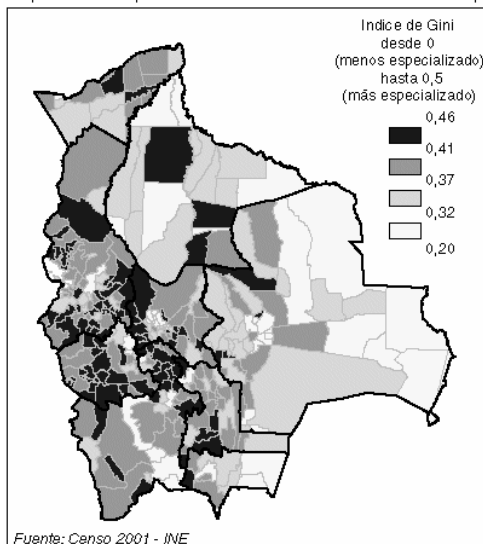 Indice de Gini
desde 0
(menos especializado)
hasta 0,5
(más especializado)
0,46
0,41
0,37
0,32
0,20
Fuente: Censo 2001 - INE